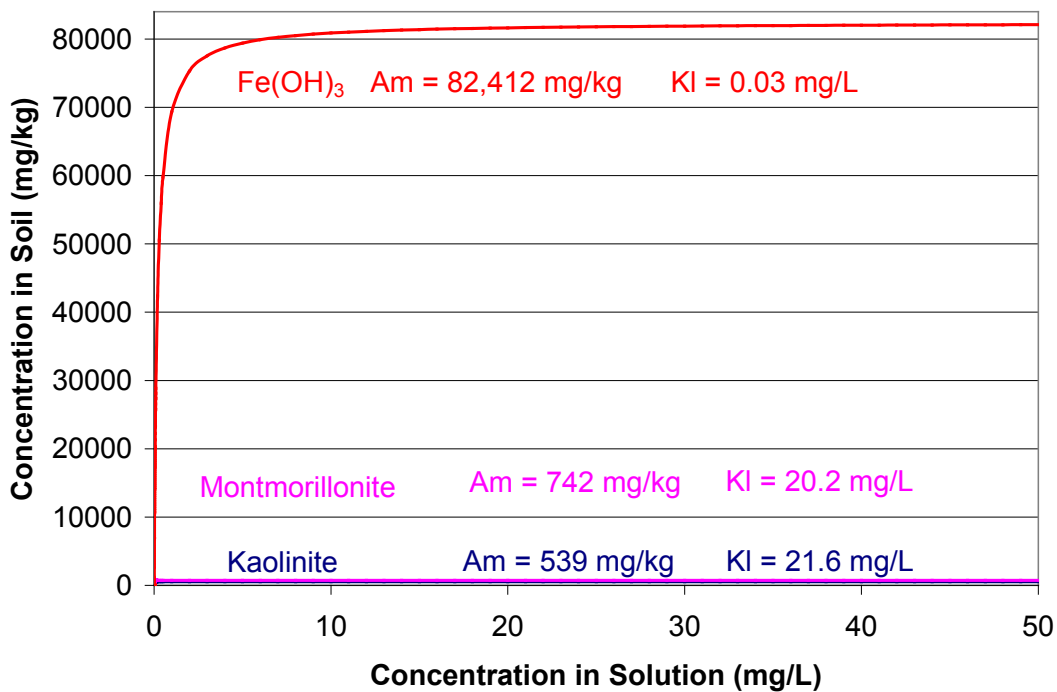 80000
70000
60000
50000
40000
30000
20000
10000
0
Concentration in Soil (mg/kg)
Fe(OH)₃ Am = 82,412 mg/kg Kl = 0.03 mg/L
Montmorillonite Am = 742 mg/kg Kl = 20.2 mg/L
Kaolinite Am = 539 mg/kg Kl = 21.6 mg/L
0 10 20 30 40 50
Concentration in Solution (mg/L)